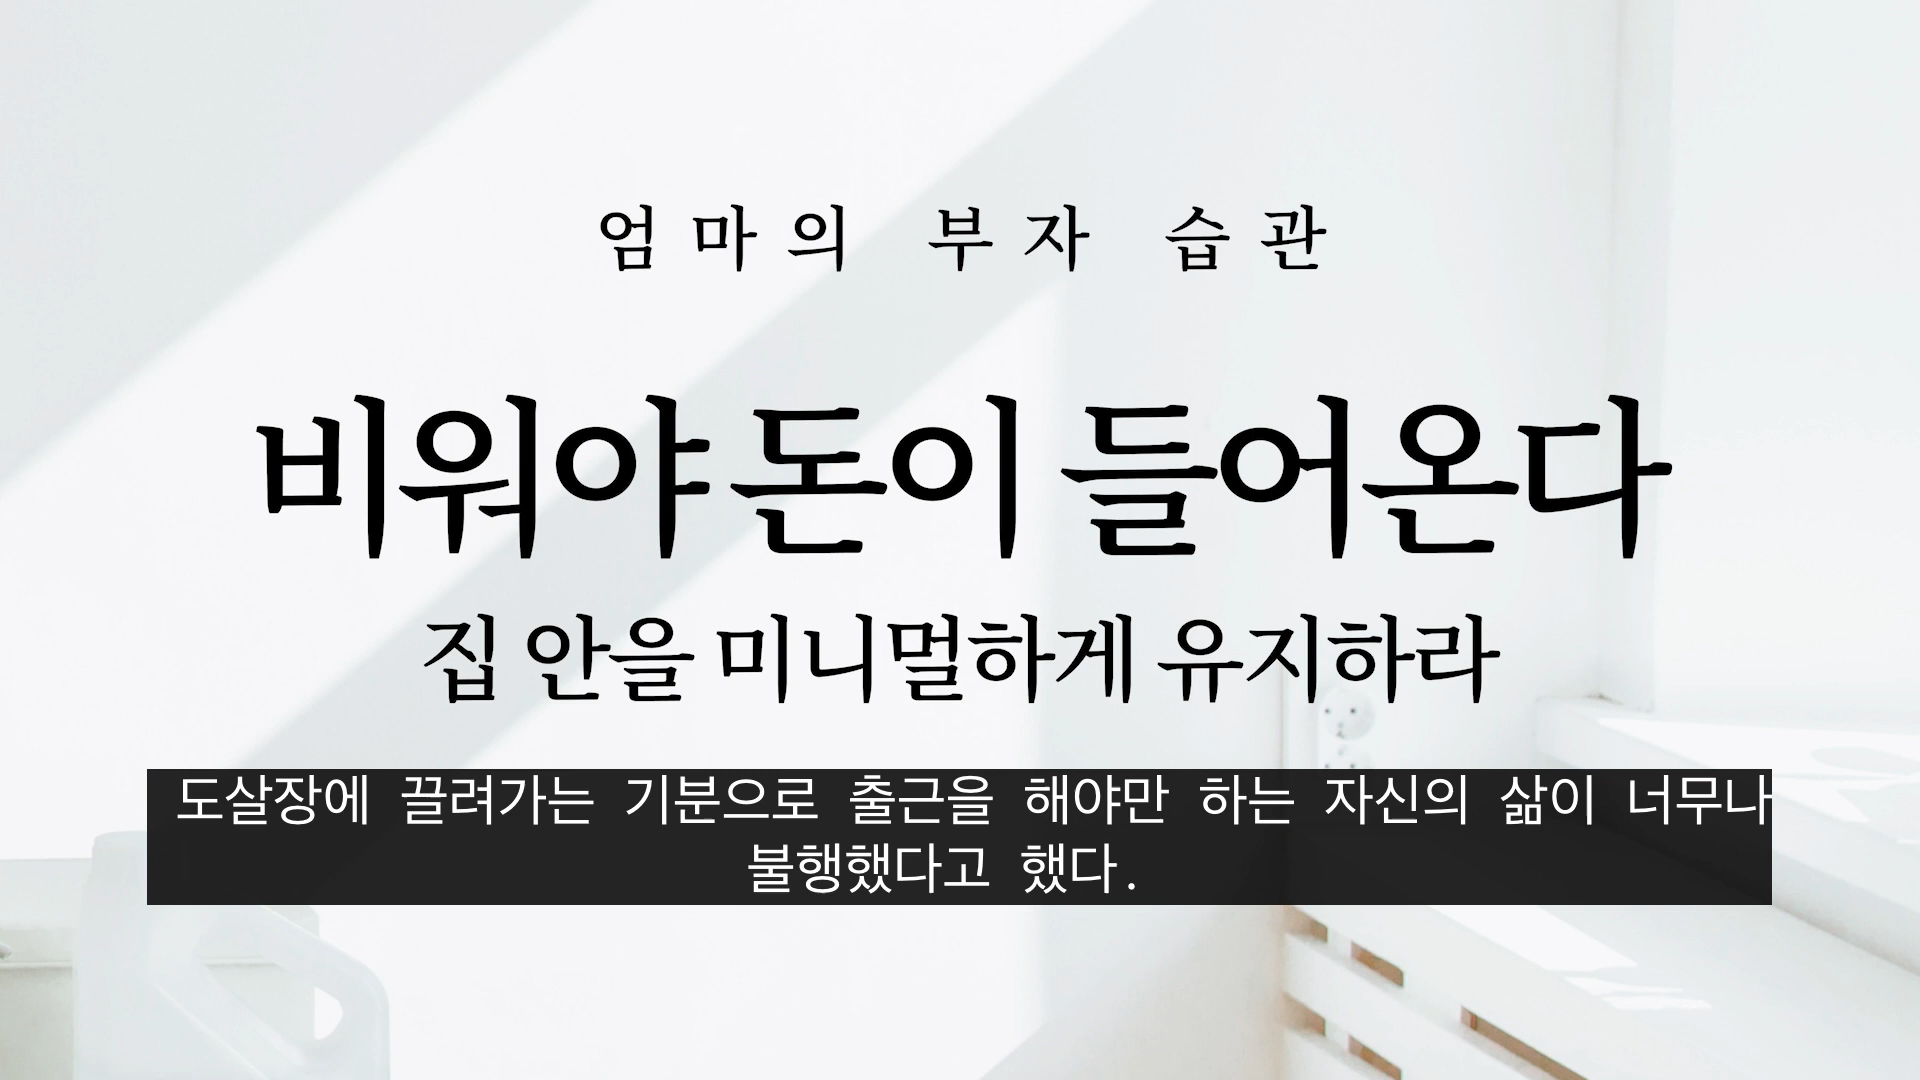 엄마의 부자 습관
비워야 돈이 들어온다
집 안을 미니멀하게 유지하라
도살장에 끌려가는 기분으로 출근을 해야만 하는 자신의 삶이 너무나
불행했다고 했다.